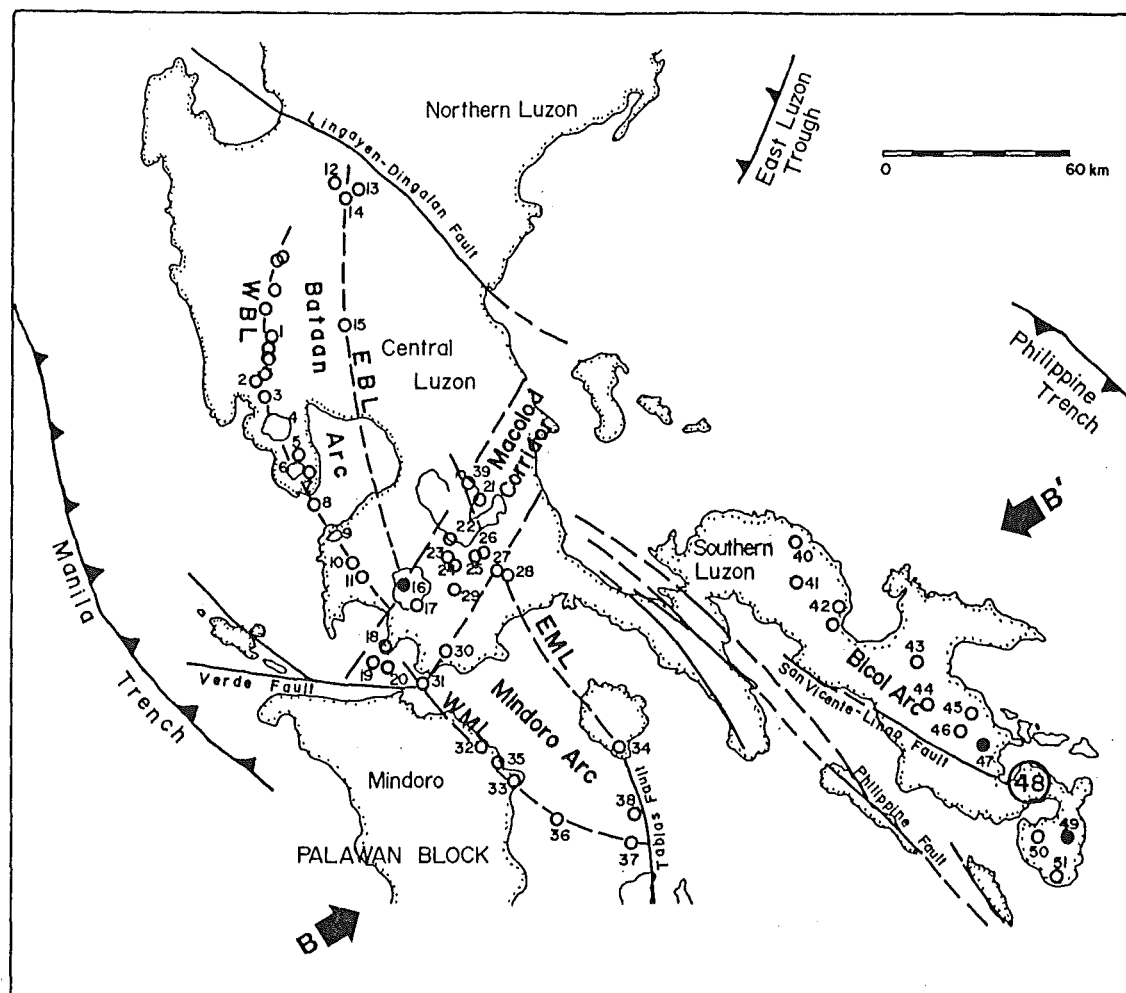 Northern Luzon
East Luzon
Trough
0
60 km
Lingayen-Dingalan Fault
12
13
14
WBL
Bataan
Arc
15
EBL
Central
Luzon
1
2
3
4
5
6
7
8
9
10
11
Macolod
Corridor
39
21
22
23
24
25
26
27
28
29
16
17
18
19
20
30
31
Philippine
Trench
B'
Southern
Luzon
40
41
42
43
44
45
46
47
48
49
50
51
Bicol Arc
San Vicente-Linao Fault
Philippine Fault
Manila
Trench
Verde Fault
WML
EML
Mindoro Arc
32
35
33
34
36
38
37
Tablas Fault
Mindoro
PALAWAN BLOCK
B